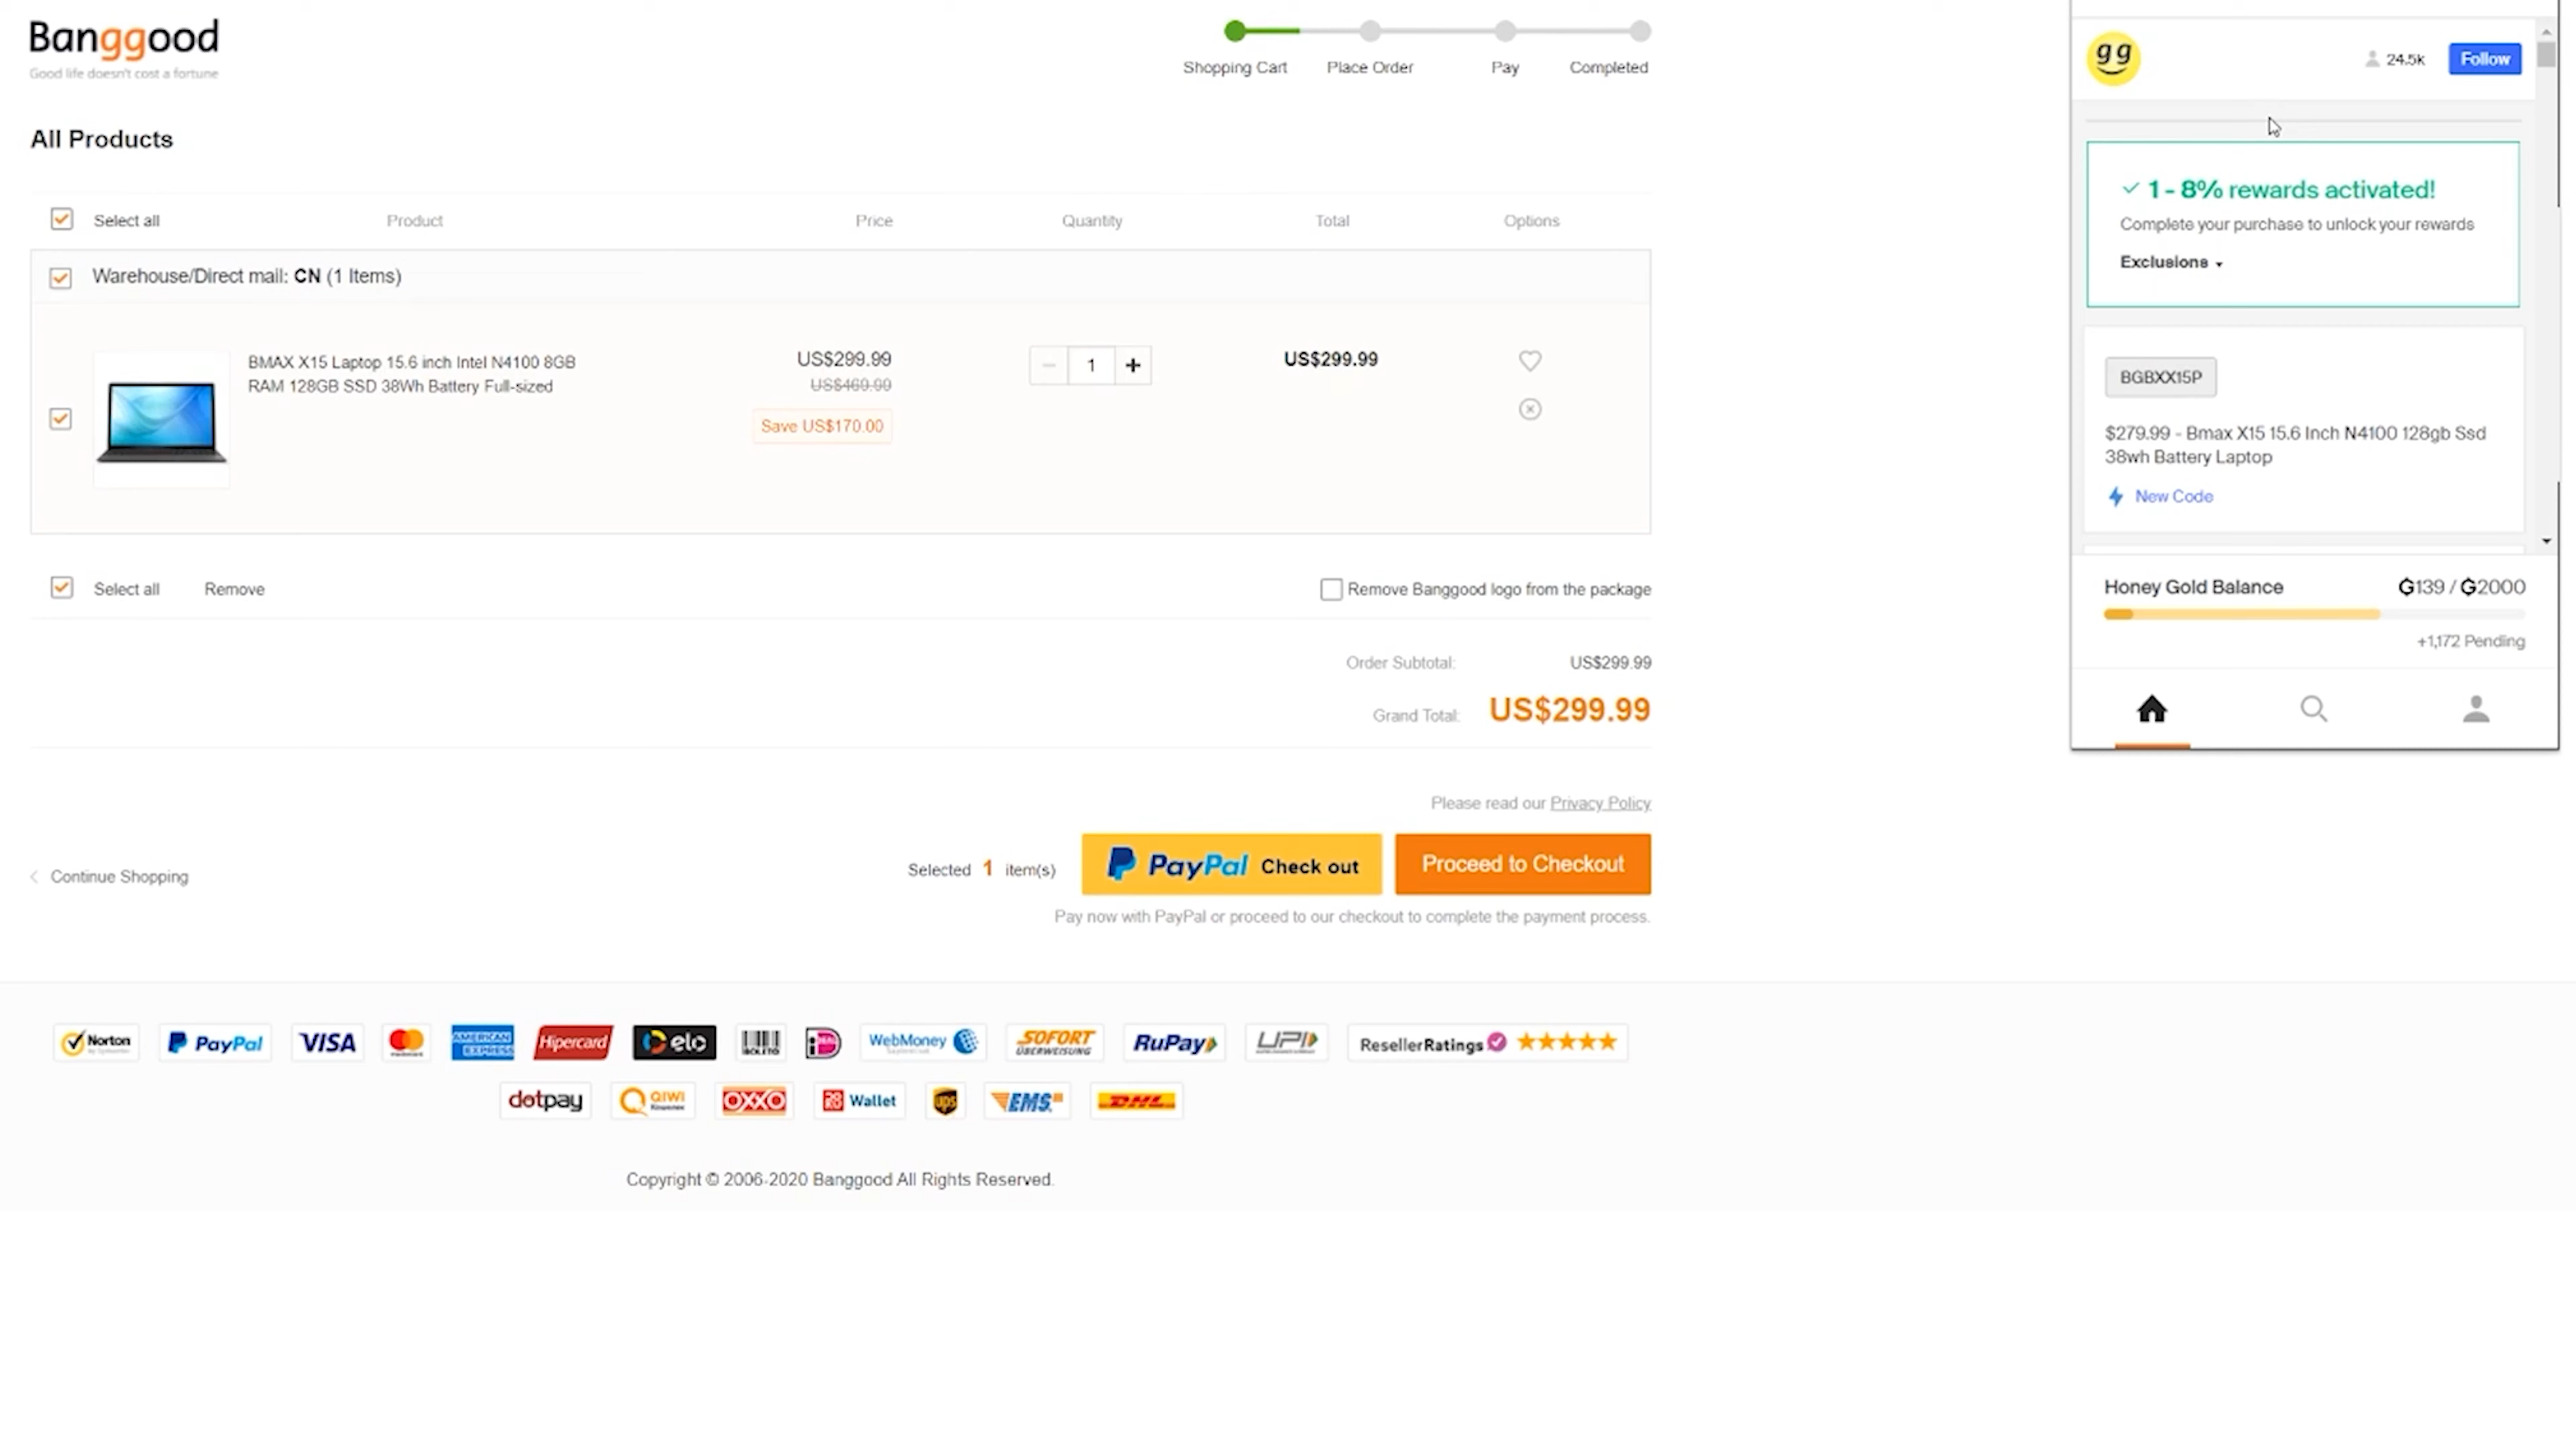 Banggood
Good life doesn't cost a fortune
Shopping Cart
Place Order
Pay
Completed
All Products
Select all
Product
Price
Quantity
Total
Options
Warehouse/Direct mail: CN (1 Items)
BMAX X15 Laptop 15.6 inch Intel N4100 8GB
RAM 128GB SSD 38Wh Battery Full-sized
US$299.99
US$469.99
Save US$170.00
1
US$299.99
Select all
Remove
Remove Banggood logo from the package
Order Subtotal:
US$299.99
Grand Total:
US$299.99
Please read our Privacy Policy
Continue Shopping
Selected 1 item(s)
PayPal Check out
Proceed to Checkout
Pay now with PayPal or proceed to our checkout to complete the payment process.
Norton
PayPal
VISA
AMERICAN EXPRESS
Hipercard
elo
BOLETO
WebMoney
SOFORT
ÜBERWEISUNG
RuPay
UPI
ResellerRatings
dotpay
QIWI
OXXO
Wallet
ups
EMS
DHL
Copyright © 2006-2020 Banggood All Rights Reserved.
gg
24.5k
Follow
1 - 8% rewards activated!
Complete your purchase to unlock your rewards
Exclusions
BGBXX15P
$279.99 - Bmax X15 15.6 Inch N4100 128gb Ssd
38wh Battery Laptop
New Code
Honey Gold Balance
139 / 2000
+1,172 Pending